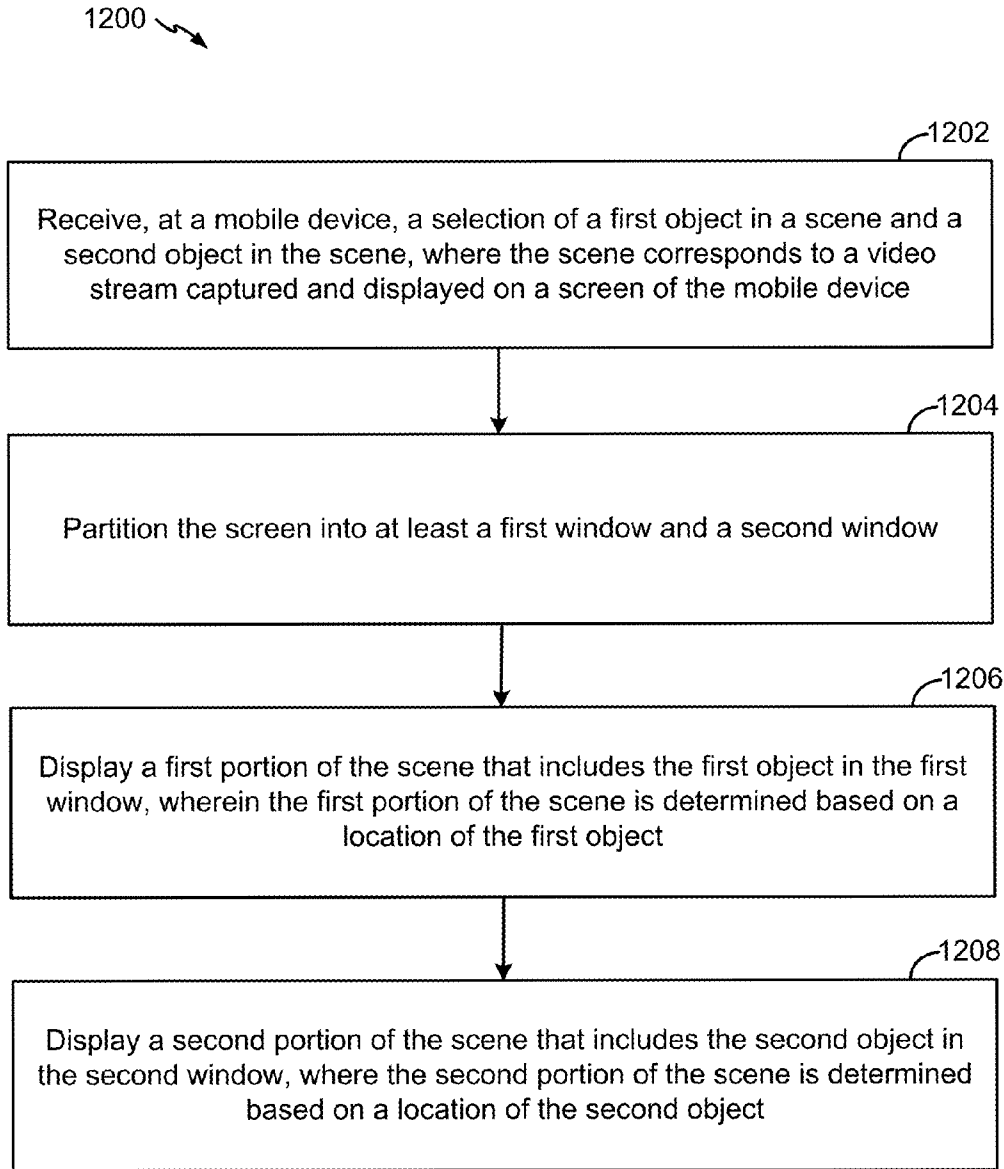 1200
1202
Receive, at a mobile device, a selection of a first object in a scene and a
second object in the scene, where the scene corresponds to a video
stream captured and displayed on a screen of the mobile device
1204
Partition the screen into at least a first window and a second window
1206
Display a first portion of the scene that includes the first object in the first
window, wherein the first portion of the scene is determined based on a
location of the first object
1208
Display a second portion of the scene that includes the second object in
the second window, where the second portion of the scene is determined
based on a location of the second object